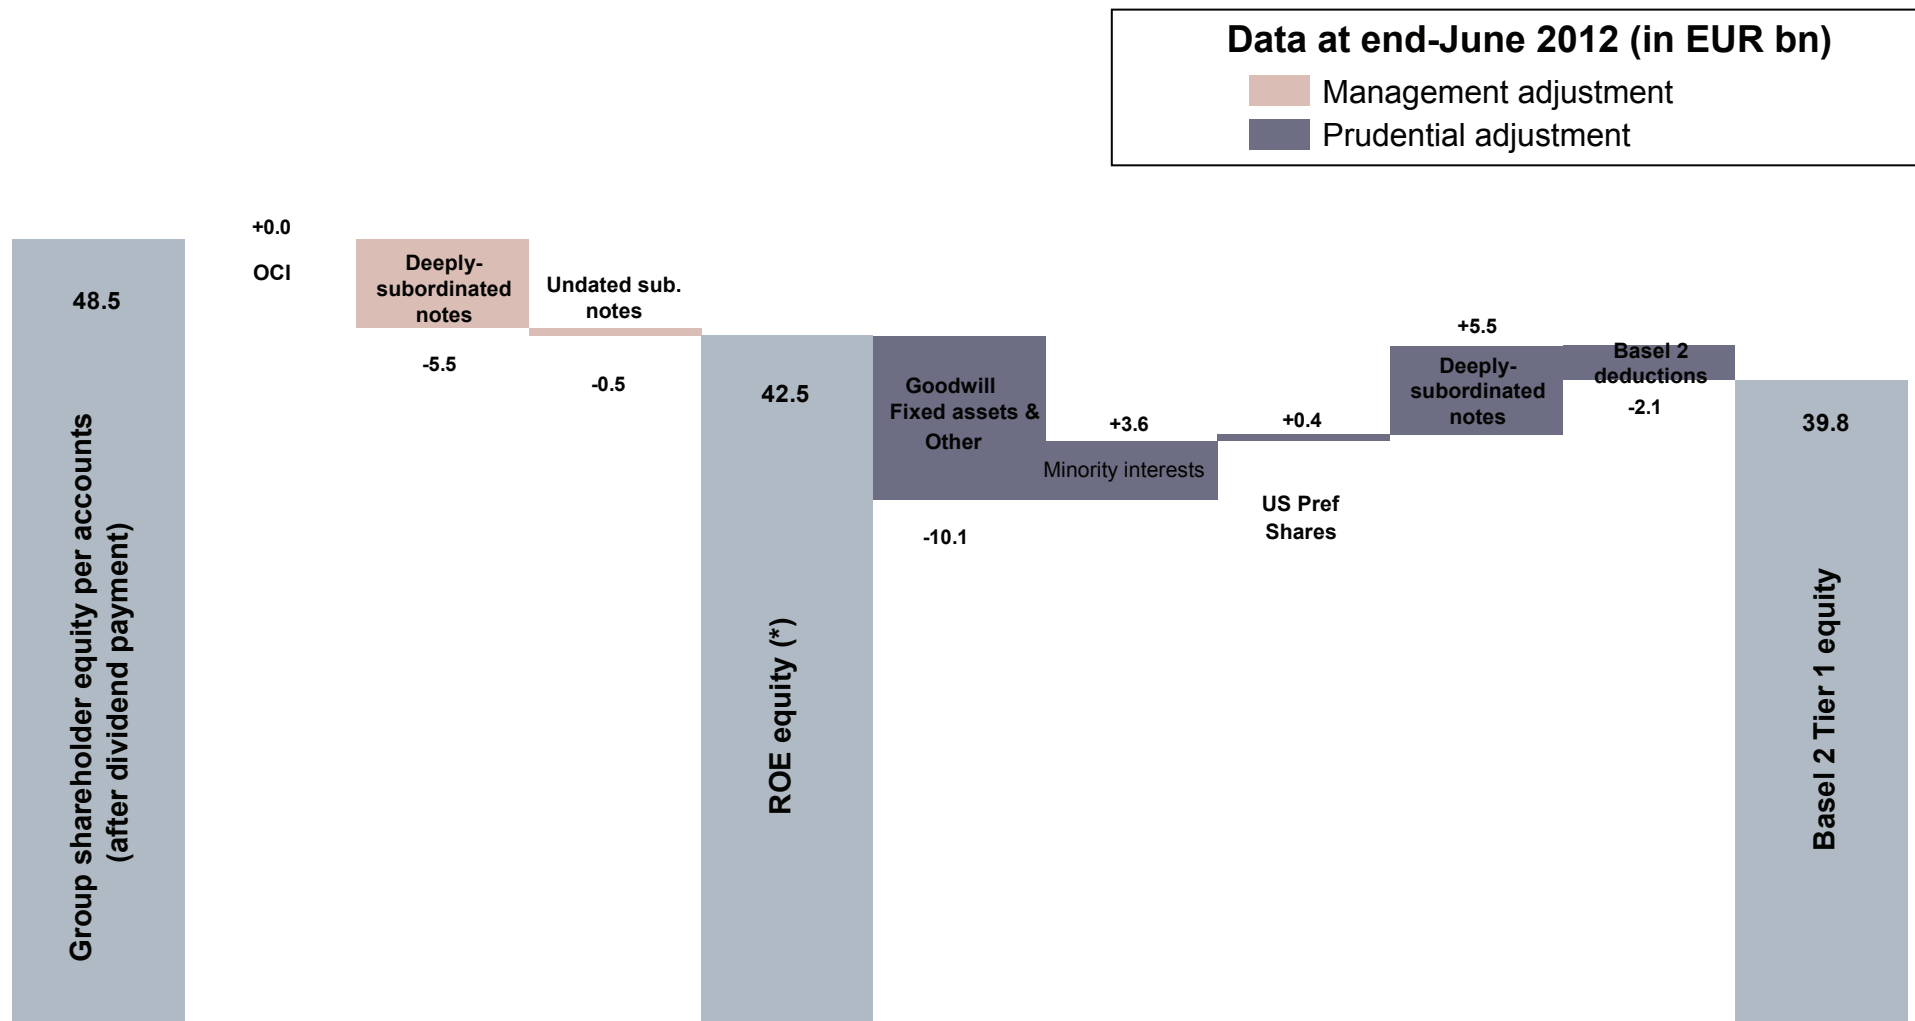 Data at end-June 2012 (in EUR bn)
Management adjustment
Prudential adjustment
48.5
Group shareholder equity per accounts
(after dividend payment)
+0.0
OCI
Deeply-
subordinated
notes
-5.5
Undated sub.
notes
-0.5
42.5
ROE equity (*)
Goodwill
Fixed assets &
Other
-10.1
+3.6
Minority interests
+0.4
US Pref
Shares
+5.5
Deeply-
subordinated
notes
Basel 2
deductions
-2.1
39.8
Basel 2 Tier 1 equity